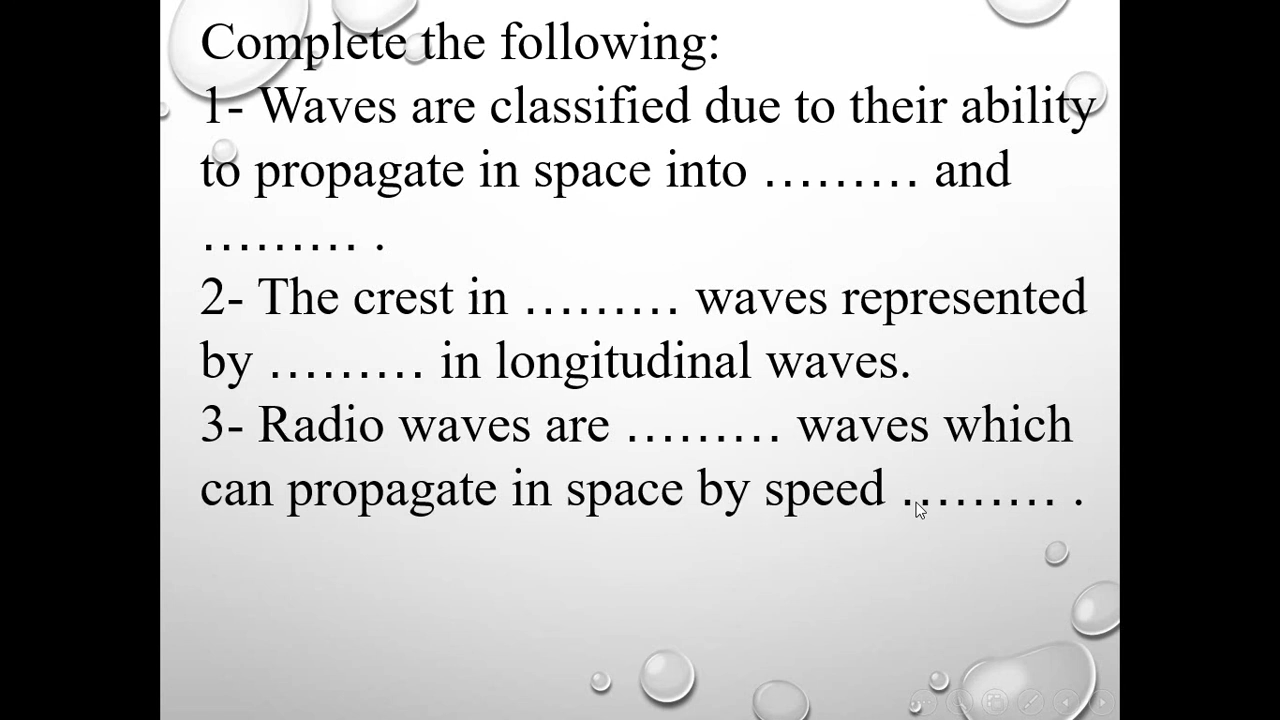 Complete the following:
1- Waves are classified due to their ability
to propagate in space into ……… and
……… .
2- The crest in ……… waves represented
by ……… in longitudinal waves.
3- Radio waves are ……… waves which
can propagate in space by speed ……… .